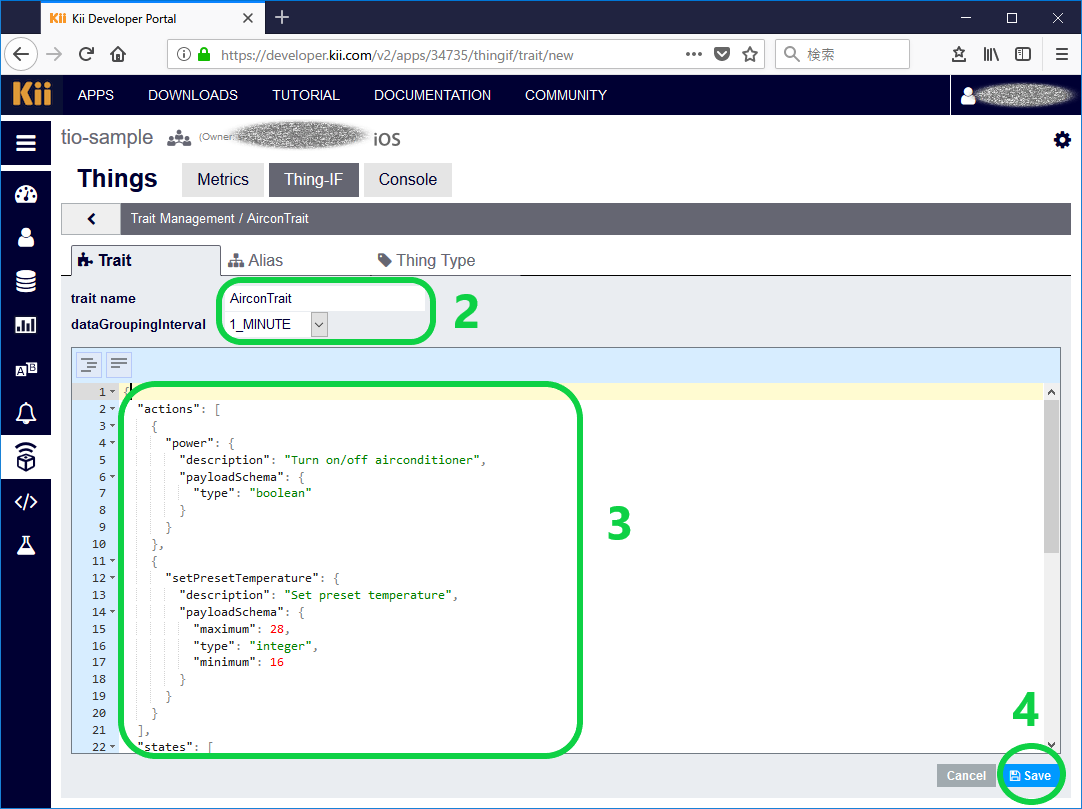 Kii Kii Developer Portal
https://developer.kii.com/v2/apps/34735/thingif/trait/new
検索
Kii APPS DOWNLOADS TUTORIAL DOCUMENTATION COMMUNITY
tio-sample (Owner: iOS
Things Metrics Thing-IF Console
Trait Management / AirconTrait
Trait Alias Thing Type
trait name AirconTrait
dataGroupingInterval 1_MINUTE
2
1 {
2 "actions": [
3 {
4 "power": {
5 "description": "Turn on/off airconditioner",
6 "payloadSchema": {
7 "type": "boolean"
8 }
9 }
10 },
11 {
12 "setPresetTemperature": {
13 "description": "Set preset temperature",
14 "payloadSchema": {
15 "maximum": 28,
16 "type": "integer",
17 "minimum": 16
18 }
19 }
20 }
21 ],
22 "states": [
3
4
Cancel Save